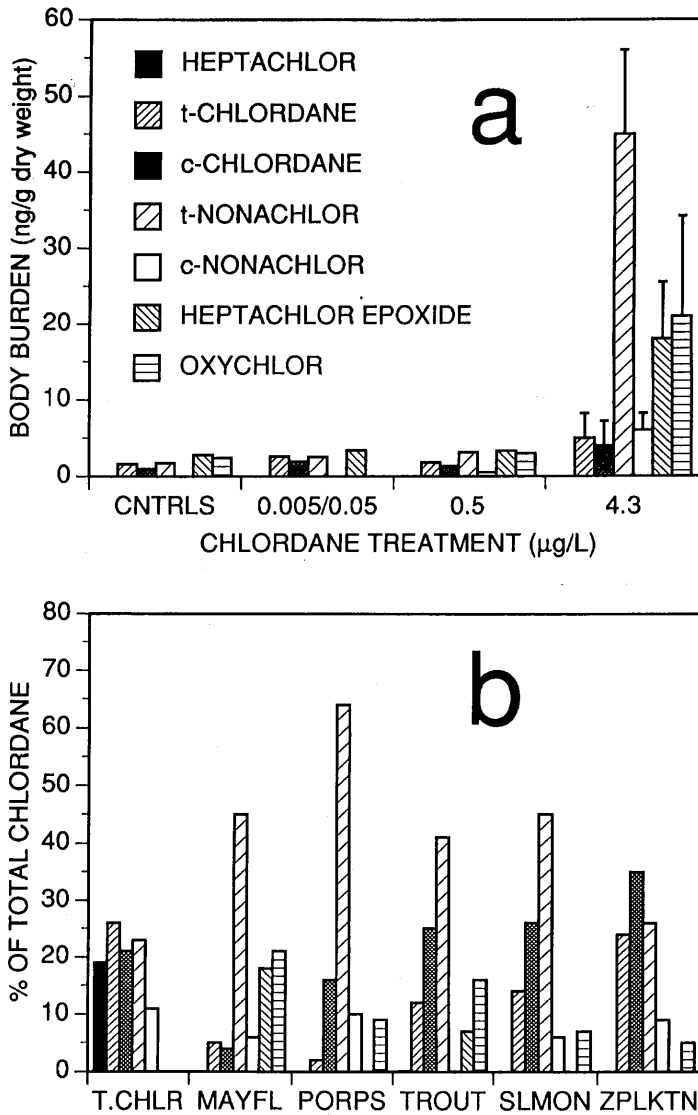 60
50
40
30
20
10
0
BODY BURDEN (ng/g dry weight)
HEPTACHLOR
t-CHLORDANE
c-CHLORDANE
t-NONACHLOR
c-NONACHLOR
HEPTACHLOR EPOXIDE
OXYCHLOR
a
CNTRLS 0.005/0.05 0.5 4.3
CHLORDANE TREATMENT (µg/L)
80
70
60
50
40
30
20
10
0
% OF TOTAL CHLORDANE
b
T.CHLR MAYFL PORPS TROUT SLMON ZPLKTN